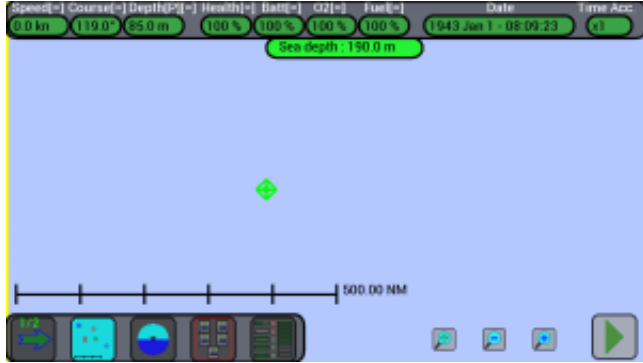 Speed[-] Course[-] Depth(P)[-] Health[-] Batt[-] O2[-] Fuel[-] Date Time Acc
0.0 kn 119.0° 85.0 m 100 % 100 % 100 % 100 % 1943 Jan 1 - 08:09:23 x1
Sea depth : 190.0 m
500.00 NM
1/2